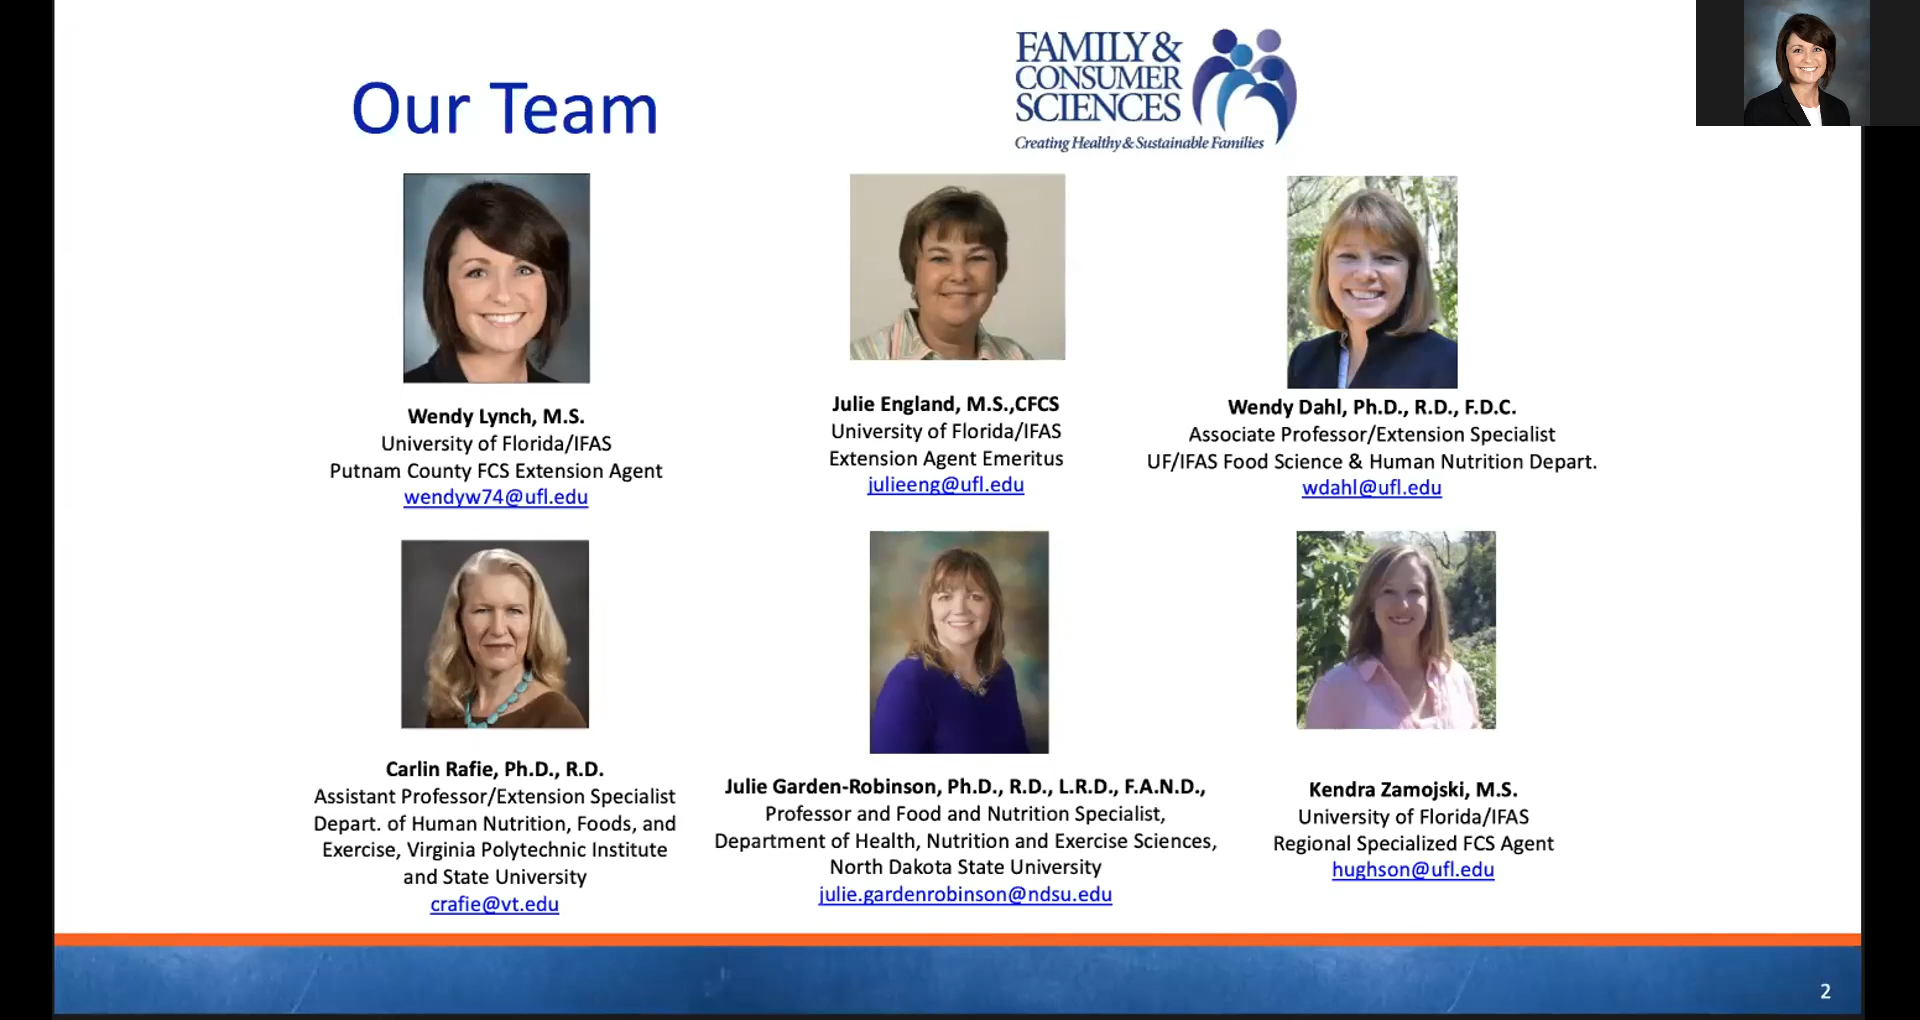 Our Team
FAMILY &
CONSUMER
SCIENCES
Creating Healthy & Sustainable Families
Wendy Lynch, M.S.
University of Florida/IFAS
Putnam County FCS Extension Agent
wendyw74@ufl.edu
Julie England, M.S.,CFCS
University of Florida/IFAS
Extension Agent Emeritus
julieeng@ufl.edu
Wendy Dahl, Ph.D., R.D., F.D.C.
Associate Professor/Extension Specialist
UF/IFAS Food Science & Human Nutrition Depart.
wdahl@ufl.edu
Carlin Rafie, Ph.D., R.D.
Assistant Professor/Extension Specialist
Depart. of Human Nutrition, Foods, and
Exercise, Virginia Polytechnic Institute
and State University
crafie@vt.edu
Julie Garden-Robinson, Ph.D., R.D., L.R.D., F.A.N.D.,
Professor and Food and Nutrition Specialist,
Department of Health, Nutrition and Exercise Sciences,
North Dakota State University
julie.gardenrobinson@ndsu.edu
Kendra Zamojski, M.S.
University of Florida/IFAS
Regional Specialized FCS Agent
hughson@ufl.edu
2